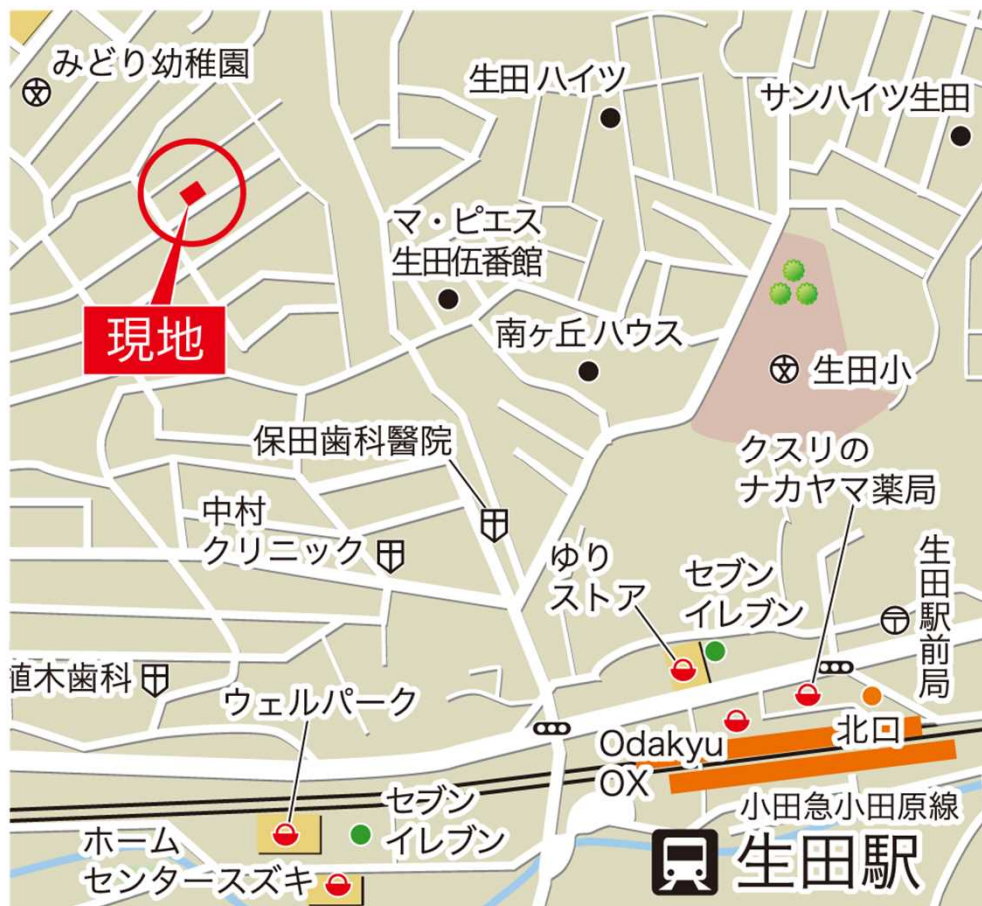 みどり幼稚園
生田ハイツ
サンハイツ生田
マ・ピエス
生田伍番館
現地
南ヶ丘ハウス
生田小
保田歯科醫院
クスリの
ナカヤマ薬局
中村
クリニック
ゆり
ストア
セブン
イレブン
生田駅前局
植木歯科
ウェルパーク
Odakyu
OX
北口
セブン
イレブン
小田急小田原線
生田駅
ホーム
センタースズキ